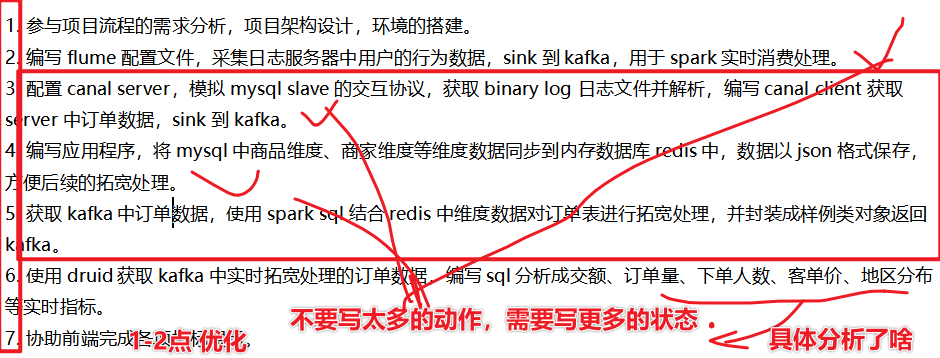 1. 参与项目流程的需求分析，项目架构设计，环境的搭建。
2. 编写 flume 配置文件，采集日志服务器中用户的行为数据，sink 到 kafka，用于 spark 实时消费处理。
3. 配置 canal server，模拟 mysql slave 的交互协议，获取 binary log 日志文件并解析，编写 canal client 获取
server 中订单数据，sink 到 kafka。
4. 编写应用程序，将 mysql 中商品维度、商家维度等维度数据同步到内存数据库 redis 中，数据以 json 格式保存，
方便后续的拓宽处理。
5. 获取 kafka 中订单数据，使用 spark sql 结合 redis 中维度数据对订单表进行拓宽处理，并封装成样例类对象返回
kafka。
6. 使用 druid 获取 kafka 中实时拓宽处理的订单数据，编写 sql 分析成交额、订单量、下单人数、客单价、地区分布
等实时指标。
不要写太多的动作，需要写更多的状态.
7. 协助前端完成各
1-2点 优化
具体分析了啥